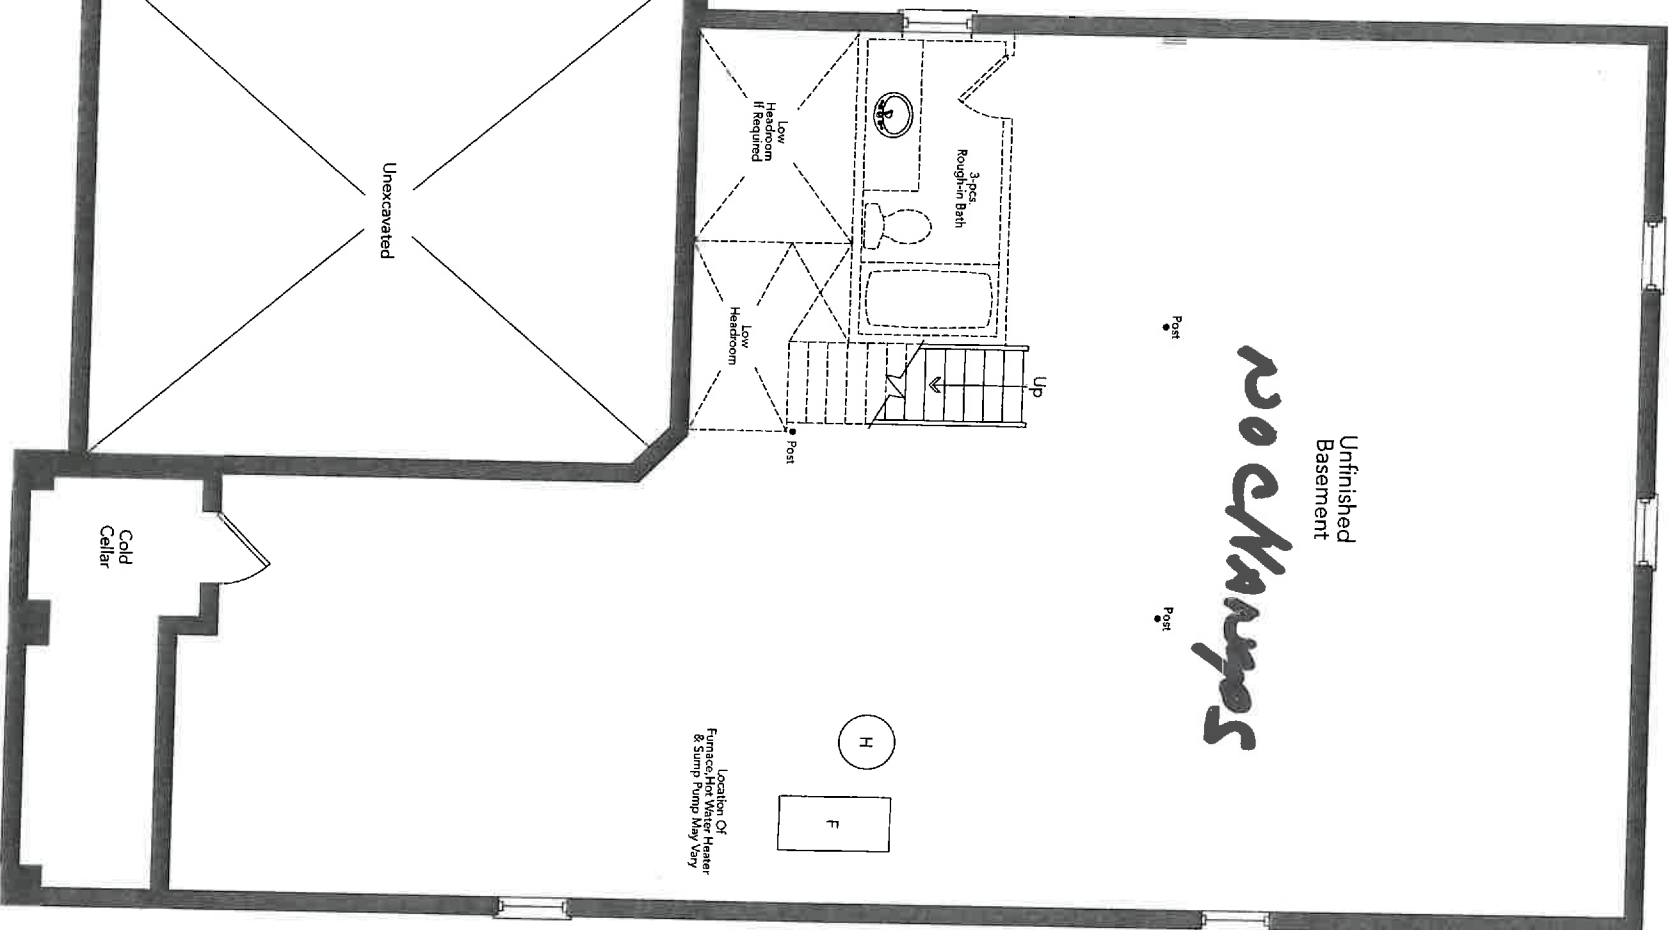 Unfinished
Basement
NO CHANGES
Up
3-pcs.
Rough-in Bath
Low
Headroom
If Required
Low
Headroom
Post
Post
Post
Location Of
Furnace,Hot Water Heater
& Sump Pump May Vary
H
F
Unexcavated
Cold
Cellar